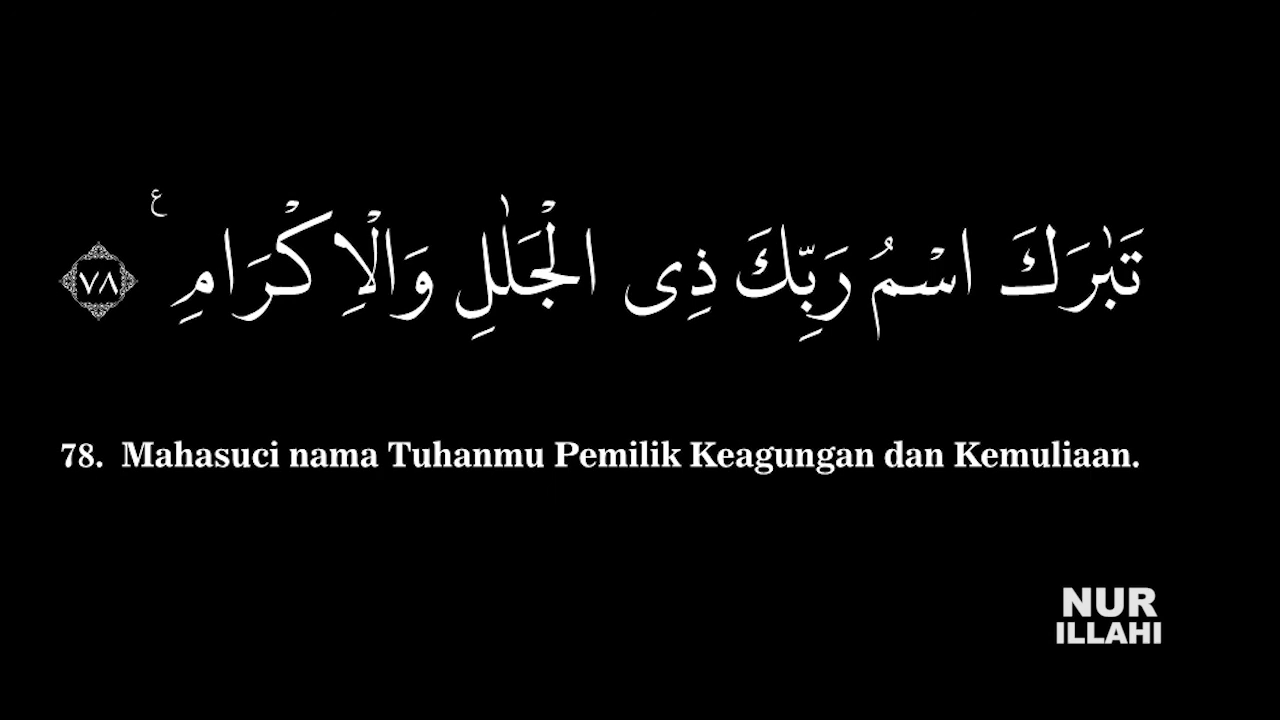 تَبٰرَكَ اسْمُ رَبِّكَ ذِى الْجَلٰلِ وَالْاِكْرَامِ ࣖ ٧٨
78. Mahasuci nama Tuhanmu Pemilik Keagungan dan Kemuliaan.
NUR
ILLAHI